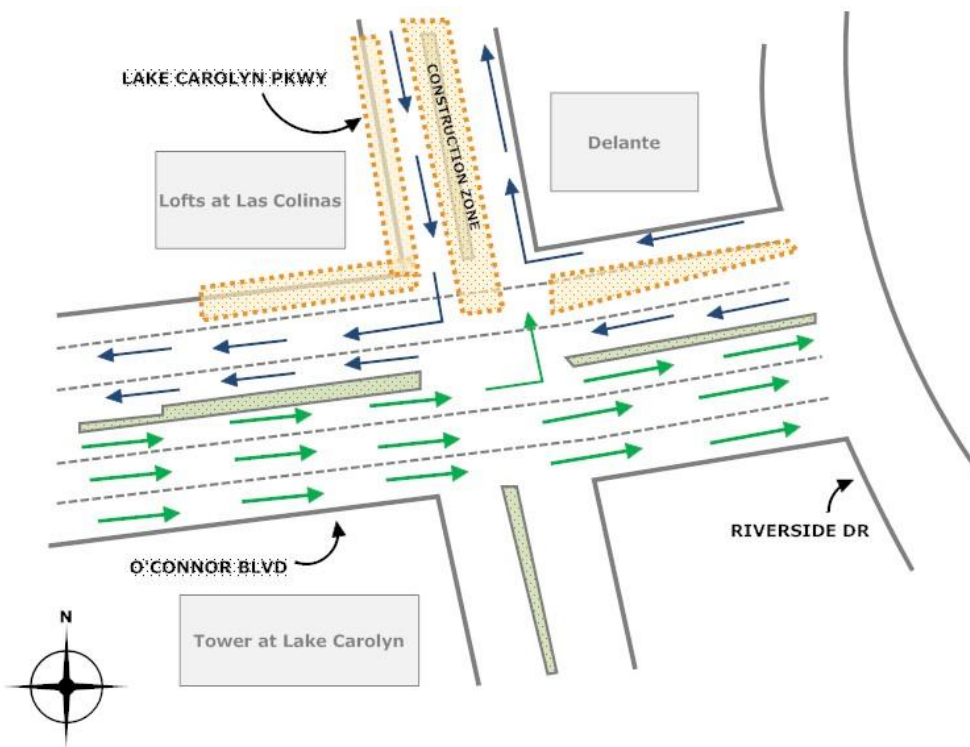 LAKE CAROLYN PKWY
CONSTRUCTION ZONE
Delante
Lofts at Las Colinas
RIVERSIDE DR
O'CONNOR BLVD
N
Tower at Lake Carolyn